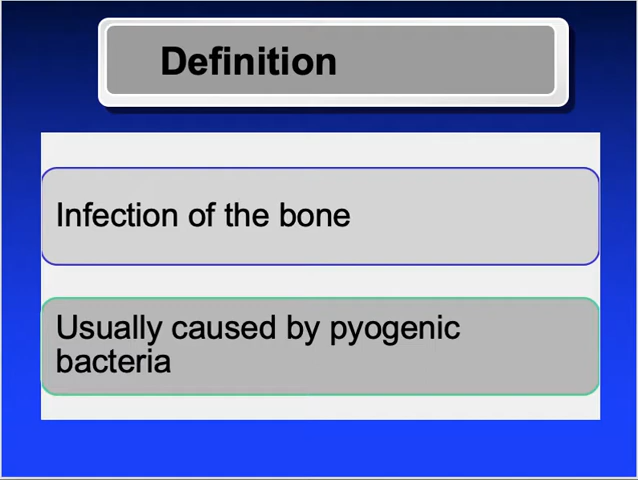 Definition
Infection of the bone
Usually caused by pyogenic
bacteria